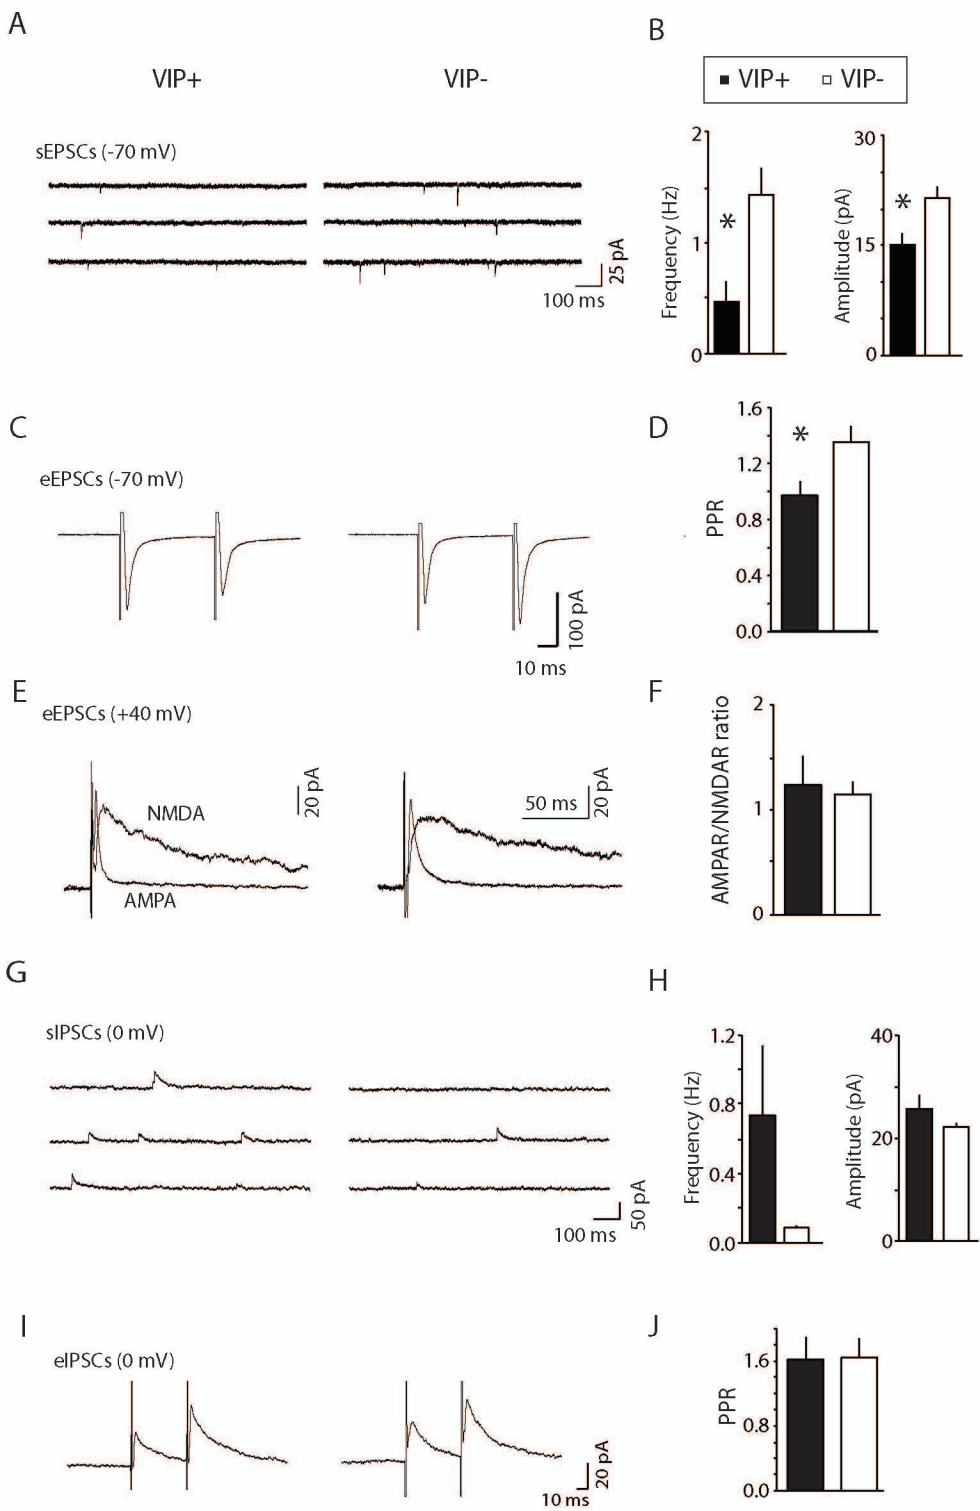 A
B
VIP+
VIP-
VIP+ VIP-
sEPSCs (-70 mV)
100 ms
25 pA
2
1
0
Frequency (Hz)
*
30
15
0
Amplitude (pA)
*
C
D
eEPSCs (-70 mV)
100 pA
10 ms
1.6
1.2
0.8
0.4
0.0
PPR
*
E
F
eEPSCs (+40 mV)
NMDA
AMPA
20 pA
50 ms
20 pA
2
1
0
AMPAR/NMDAR ratio
G
H
sIPSCs (0 mV)
100 ms
50 pA
1.2
0.8
0.4
0.0
Frequency (Hz)
40
20
0
Amplitude (pA)
I
J
eIPSCs (0 mV)
10 ms
20 pA
1.6
0.8
0.0
PPR